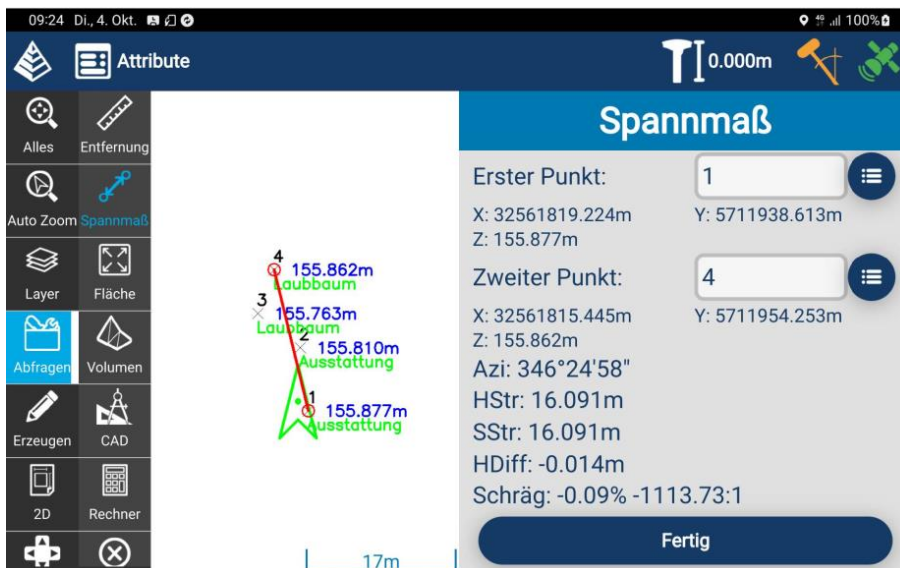 09:24 Di., 4. Okt.
4G 100%
Attribute
0.000m
Alles
Entfernung
Auto Zoom
Spannmaß
Layer
Fläche
Abfragen
Volumen
Erzeugen
CAD
2D
Rechner
4
155.862m
Laubbaum
3
155.763m
Laubbaum
2
155.810m
Ausstattung
1
155.877m
Ausstattung
17m
Spannmaß
Erster Punkt:
1
X: 32561819.224m Y: 5711938.613m
Z: 155.877m
Zweiter Punkt:
4
X: 32561815.445m Y: 5711954.253m
Z: 155.862m
Azi: 346°24'58"
HStr: 16.091m
SStr: 16.091m
HDiff: -0.014m
Schräg: -0.09% -1113.73:1
Fertig